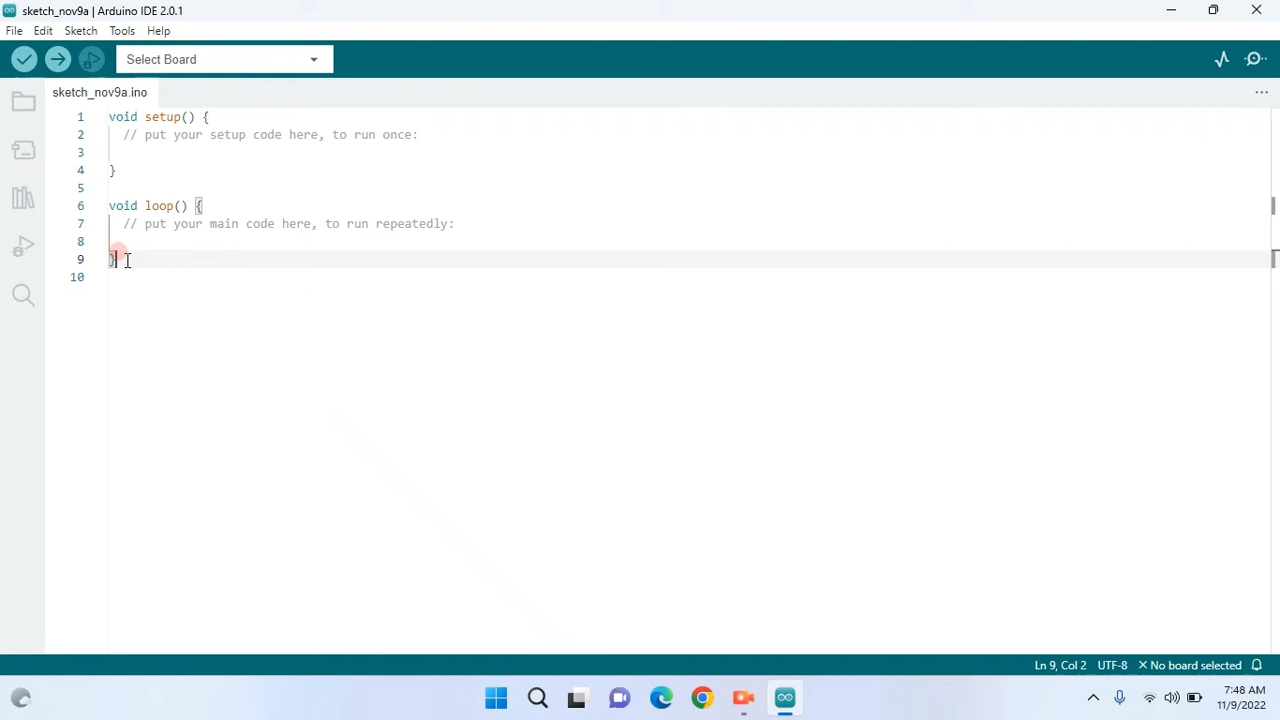 sketch_nov9a | Arduino IDE 2.0.1
File Edit Sketch Tools Help
Select Board
sketch_nov9a.ino
1 void setup() {
2 // put your setup code here, to run once:
3
4 }
5
6 void loop() {
7 // put your main code here, to run repeatedly:
8
9 }
10
Ln 9, Col 2 UTF-8 No board selected
7:48 AM
11/9/2022